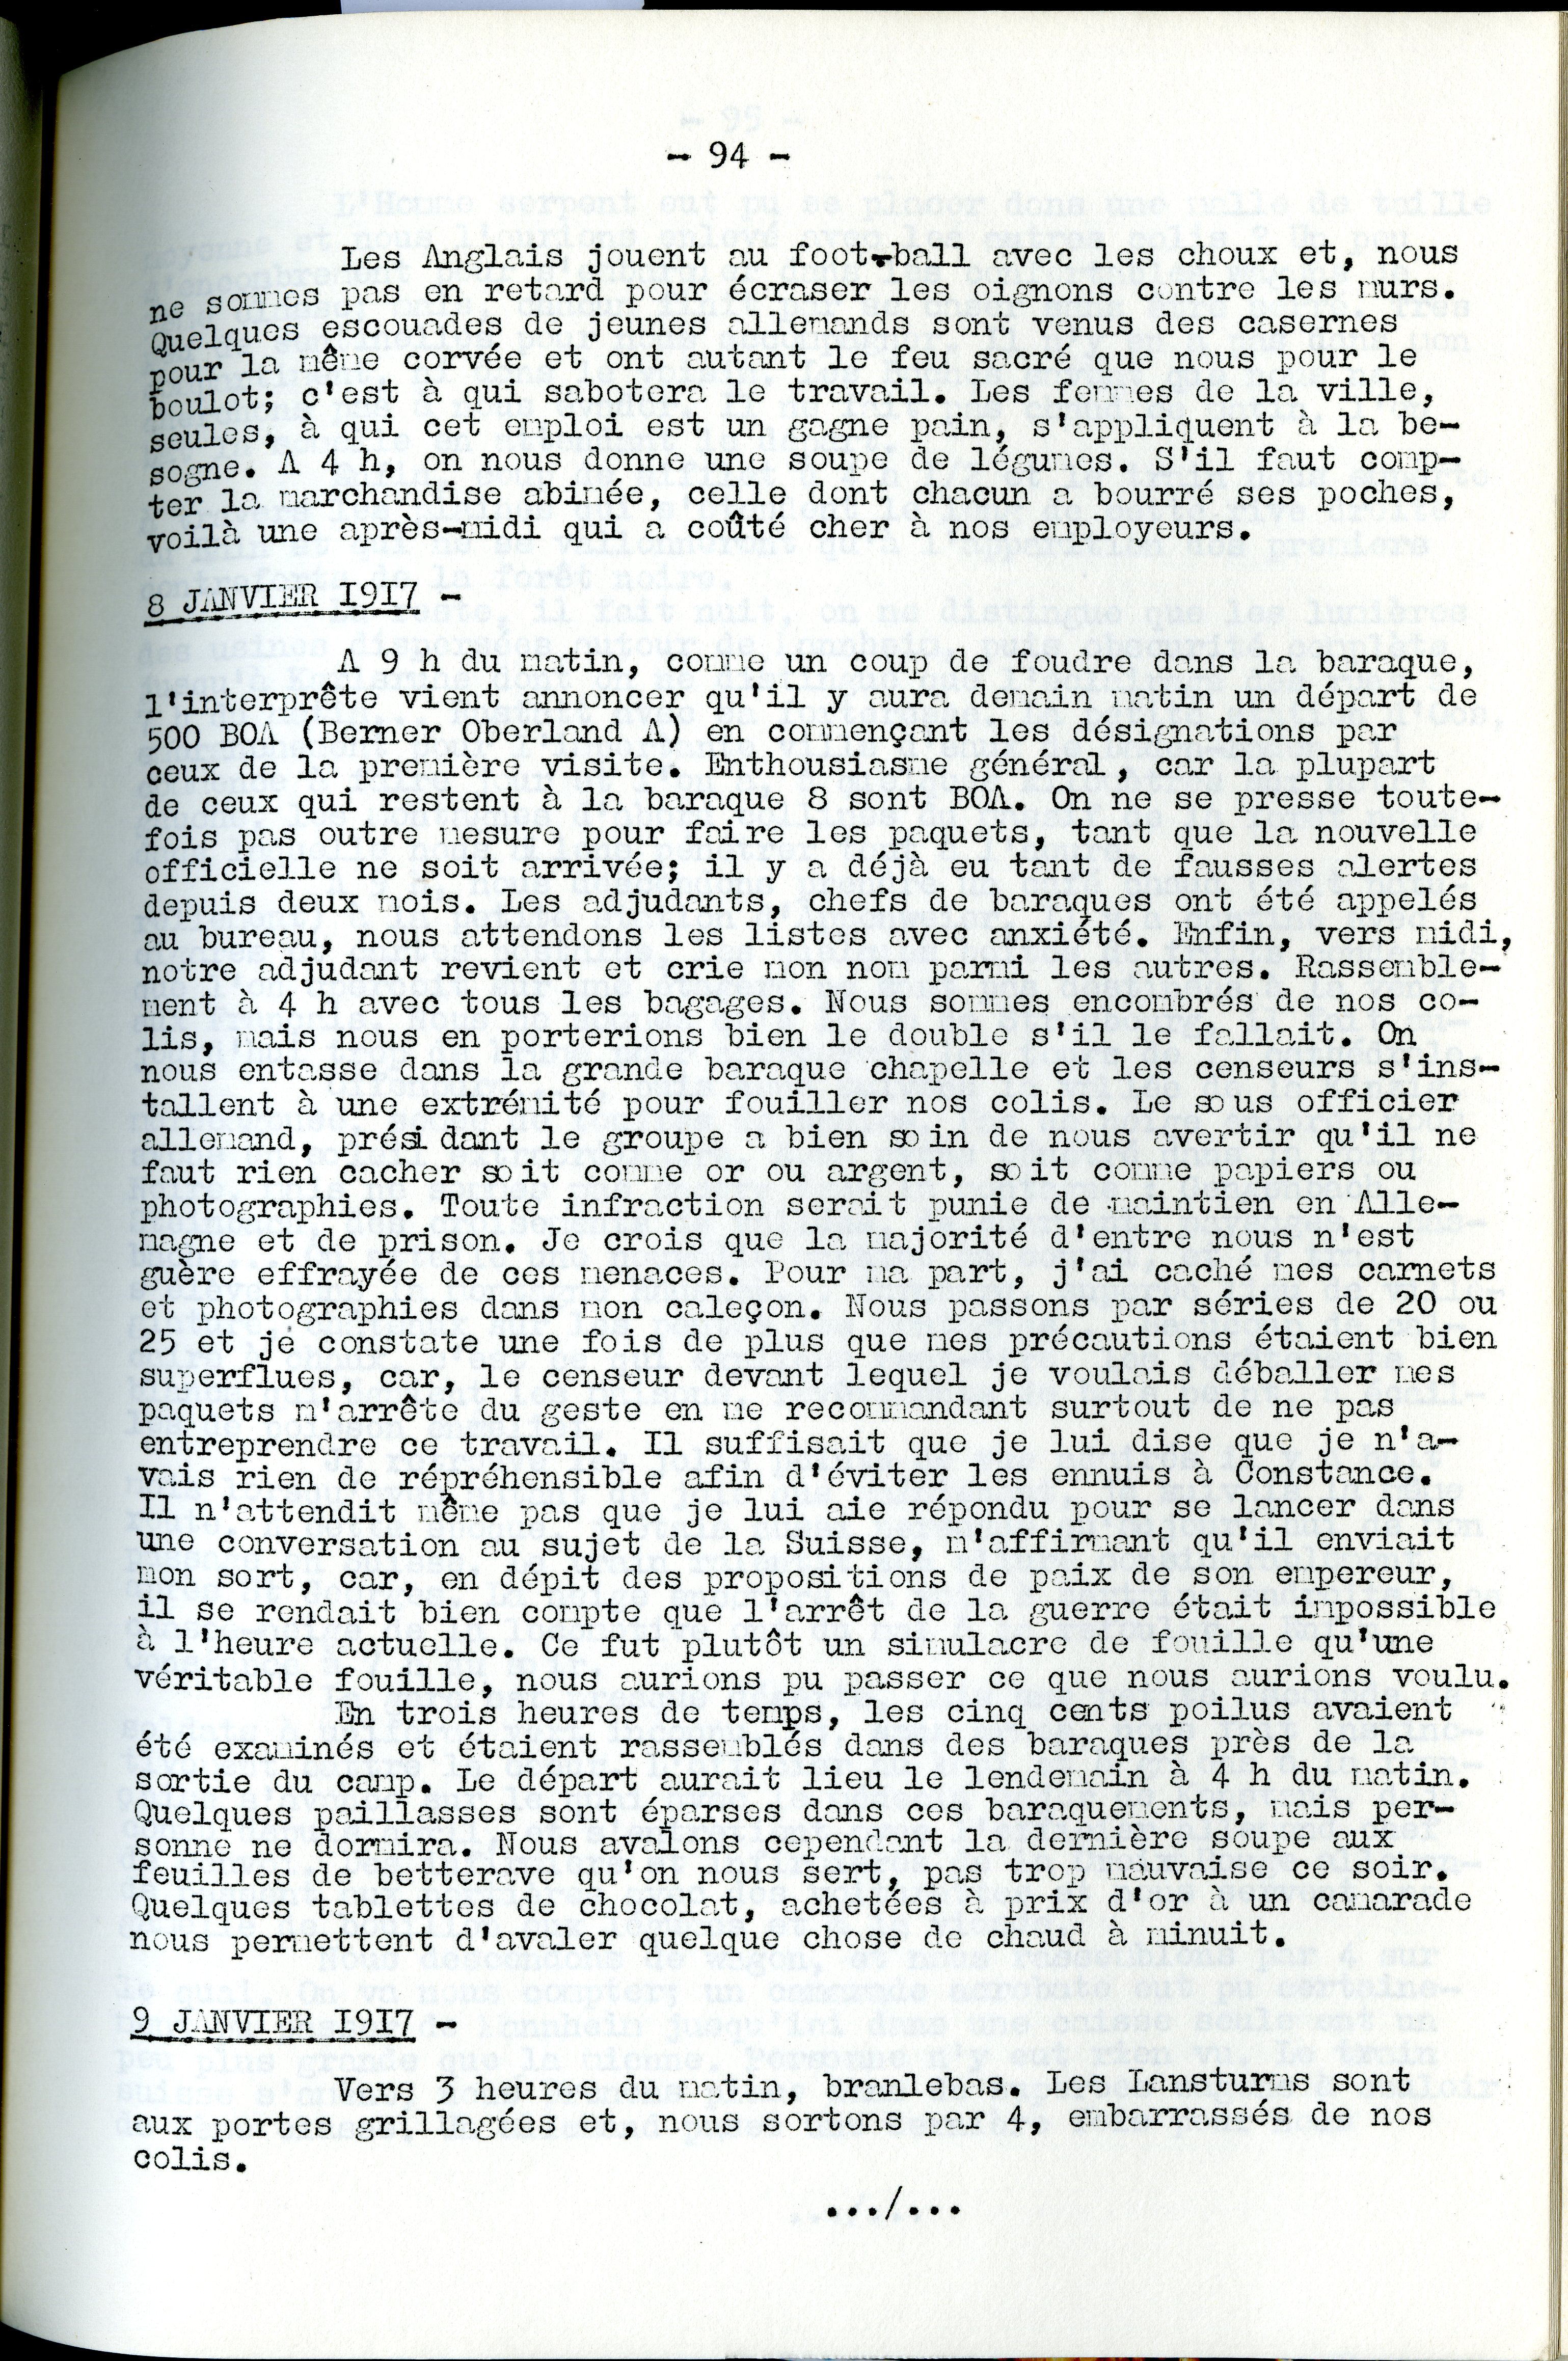 - 94 -
Les Anglais jouent au foot-ball avec les choux et, nous
ne sommes pas en retard pour écraser les oignons contre les murs.
Quelques escouades de jeunes allemands sont venus des casernes
pour la même corvée et ont autant le feu sacré que nous pour le
boulot; c'est à qui sabotera le travail. Les femmes de la ville,
seules, à qui cet emploi est un gagne pain, s'appliquent à la be-
sogne. A 4 h, on nous donne une soupe de légumes. S'il faut comp-
ter la marchandise abimée, celle dont chacun a bourré ses poches,
voilà une après-midi qui a coûté cher à nos employeurs.
8 JANVIER 1917 -
A 9 h du matin, comme un coup de foudre dans la baraque,
l'interprête vient annoncer qu'il y aura demain matin un départ de
500 BOA (Berner Oberland A) en commençant les désignations par
ceux de la première visite. Enthousiasme général, car la plupart
de ceux qui restent à la baraque 8 sont BOA. On ne se presse toute-
fois pas outre mesure pour faire les paquets, tant que la nouvelle
officielle ne soit arrivée; il y a déjà eu tant de fausses alertes
depuis deux mois. Les adjudants, chefs de baraques ont été appelés
au bureau, nous attendons les listes avec anxiété. Enfin, vers midi,
notre adjudant revient et crie mon nom parmi les autres. Rassemble-
ment à 4 h avec tous les bagages. Nous sommes encombrés de nos co-
lis, mais nous en porterions bien le double s'il le fallait. On
nous entasse dans la grande baraque chapelle et les censeurs s'ins-
tallent à une extrémité pour fouiller nos colis. Le sous officier
allemand, présidant le groupe a bien soin de nous avertir qu'il ne
faut rien cacher soit comme or ou argent, soit comme papiers ou
photographies. Toute infraction serait punie de maintien en Alle-
magne et de prison. Je crois que la majorité d'entre nous n'est
guère effrayée de ces menaces. Pour ma part, j'ai caché mes carnets
et photographies dans mon caleçon. Nous passons par séries de 20 ou
25 et je constate une fois de plus que mes précautions étaient bien
superflues, car, le censeur devant lequel je voulais déballer mes
paquets m'arrête du geste en me recommandant surtout de ne pas
entreprendre ce travail. Il suffisait que je lui dise que je n'a-
vais rien de répréhensible afin d'éviter les ennuis à Constance.
Il n'attendit même pas que je lui aie répondu pour se lancer dans
une conversation au sujet de la Suisse, m'affirmant qu'il enviait
mon sort, car, en dépit des propositions de paix de son empereur,
il se rendait bien compte que l'arrêt de la guerre était impossible
à l'heure actuelle. Ce fut plutôt un simulacre de fouille qu'une
véritable fouille, nous aurions pu passer ce que nous aurions voulu.
En trois heures de temps, les cinq cents poilus avaient
été examinés et étaient rassemblés dans des baraques près de la
sortie du camp. Le départ aurait lieu le lendemain à 4 h du matin.
Quelques paillasses sont éparses dans ces baraquements, mais per-
sonne ne dormira. Nous avalons cependant la dernière soupe aux
feuilles de betterave qu'on nous sert, pas trop mauvaise ce soir.
Quelques tablettes de chocolat, achetées à prix d'or à un camarade
nous permettent d'avaler quelque chose de chaud à minuit.
9 JANVIER 1917 -
Vers 3 heures du matin, branlebas. Les Lansturms sont
aux portes grillagées et, nous sortons par 4, embarrassés de nos
colis.
.../...